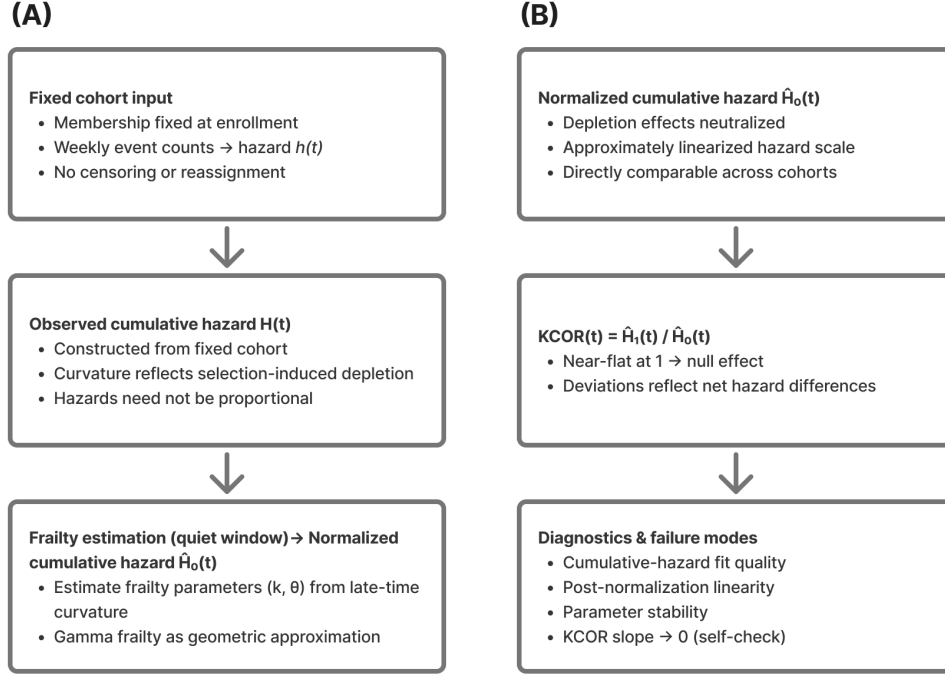 (A)
Fixed cohort input
• Membership fixed at enrollment
• Weekly event counts → hazard h(t)
• No censoring or reassignment
Observed cumulative hazard H(t)
• Constructed from fixed cohort
• Curvature reflects selection-induced depletion
• Hazards need not be proportional
Frailty estimation (quiet window)→ Normalized
cumulative hazard Ĥ₀(t)
• Estimate frailty parameters (k, θ) from late-time
curvature
• Gamma frailty as geometric approximation
(B)
Normalized cumulative hazard Ĥ₀(t)
• Depletion effects neutralized
• Approximately linearized hazard scale
• Directly comparable across cohorts
KCOR(t) = Ĥ₁(t) / Ĥ₀(t)
• Near-flat at 1 → null effect
• Deviations reflect net hazard differences
Diagnostics & failure modes
• Cumulative-hazard fit quality
• Post-normalization linearity
• Parameter stability
• KCOR slope → 0 (self-check)